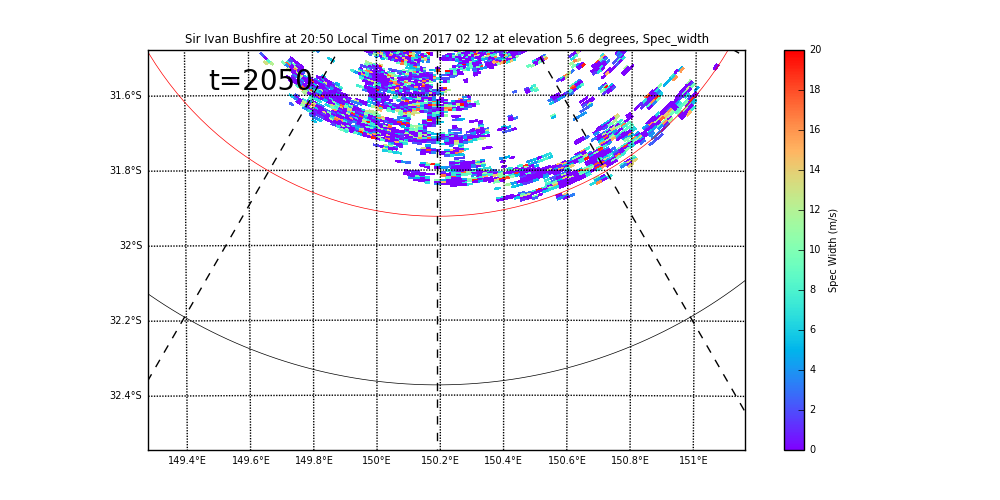 Sir Ivan Bushfire at 20:50 Local Time on 2017 02 12 at elevation 5.6 degrees, Spec_width
t=2050
31.6°S
31.8°S
32°S
32.2°S
32.4°S
149.4°E 149.6°E 149.8°E 150°E 150.2°E 150.4°E 150.6°E 150.8°E 151°E
20
18
16
14
12
10
8
6
4
2
0
Spec Width (m/s)